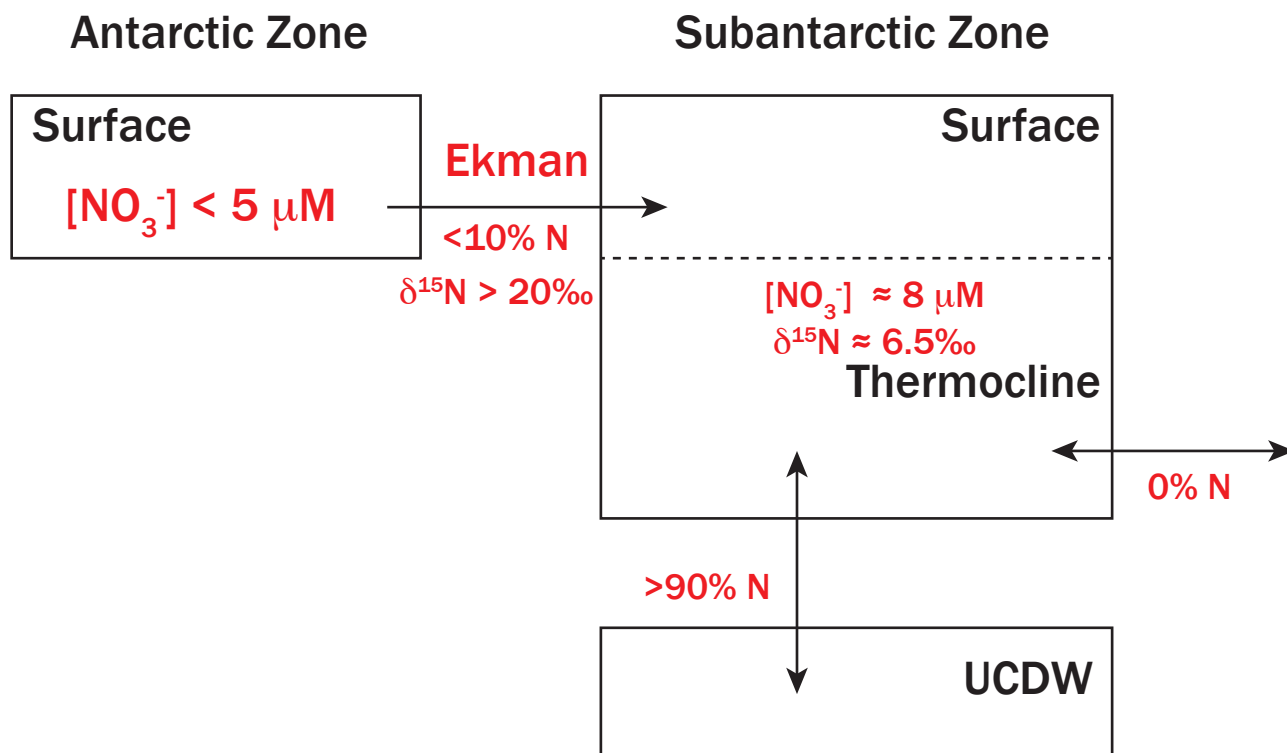 Antarctic Zone
Subantarctic Zone
Surface
[NO₃⁻] < 5 μM
Ekman
<10% N
δ¹⁵N > 20‰
Surface
[NO₃⁻] ≈ 8 μM
δ¹⁵N ≈ 6.5‰
Thermocline
0% N
>90% N
UCDW